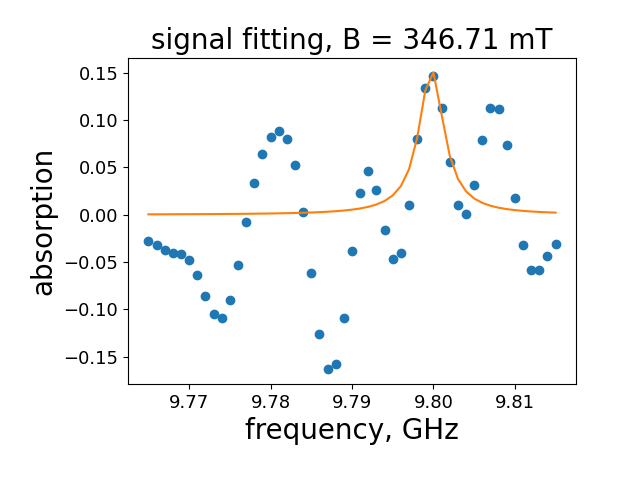 signal fitting, B = 346.71 mT
0.15
0.10
0.05
0.00
−0.05
−0.10
−0.15
absorption
9.77 9.78 9.79 9.80 9.81
frequency, GHz